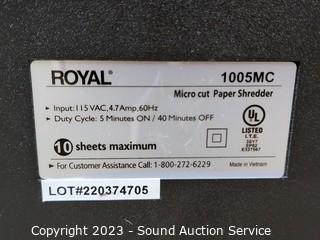 ROYAL® 1005MC
Micro cut Paper Shredder
▸ Input: 115 VAC, 4.7Amp, 60Hz
▸ Duty Cycle: 5 Minutes ON / 40 Minutes OFF
UL
LISTED
I.T.E.
E337567
10 sheets maximum
▸ For Customer Assistance Call: 1-800-272-6229
Made in Vietnam
LOT#220374705
Copyright © 2023 - Sound Auction Service